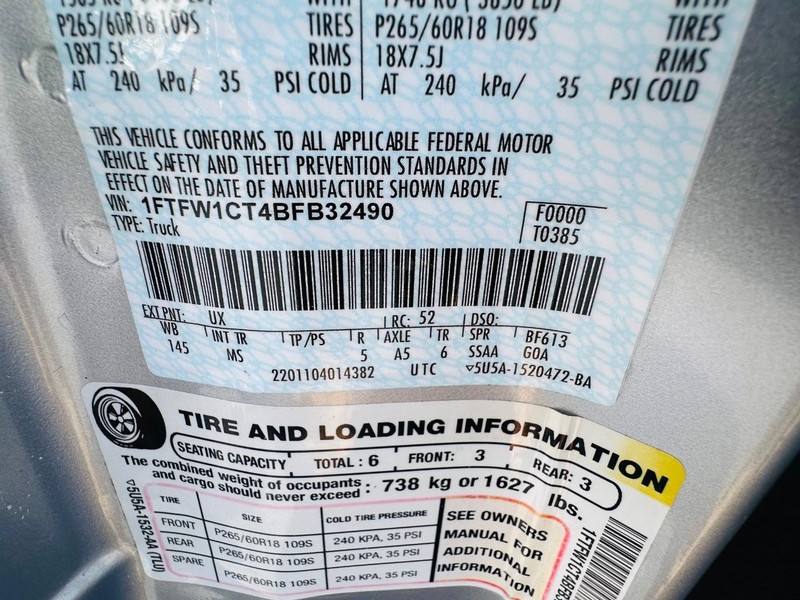 P265/60R18 109S TIRES P265/60R18 109S TIRES
18X7.5J RIMS 18X7.5J RIMS
AT 240 kPa/ 35 PSI COLD AT 240 kPa/ 35 PSI COLD
THIS VEHICLE CONFORMS TO ALL APPLICABLE FEDERAL MOTOR
VEHICLE SAFETY AND THEFT PREVENTION STANDARDS IN
EFFECT ON THE DATE OF MANUFACTURE SHOWN ABOVE.
VIN: 1FTFW1CT4BFB32490 F0000
TYPE: Truck T0385
EXT PNT: UX RC: 52 DSO:
WB INT TR TP/PS R AXLE TR SPR BF613
145 MS 5 A5 6 SSAA GOA
2201104014382 UTC ▽5U5A-1520472-BA
TIRE AND LOADING INFORMATION
SEATING CAPACITY TOTAL : 6 FRONT: 3 REAR: 3
The combined weight of occupants
and cargo should never exceed : 738 kg or 1627 lbs.
TIRE SIZE COLD TIRE PRESSURE
FRONT P265/60R18 109S 240 KPA, 35 PSI
REAR P265/60R18 109S 240 KPA, 35 PSI
SPARE P265/60R18 109S 240 KPA, 35 PSI
SEE OWNERS
MANUAL FOR
ADDITIONAL
INFORMATION
▽5U5A-1532-AA (TLU)